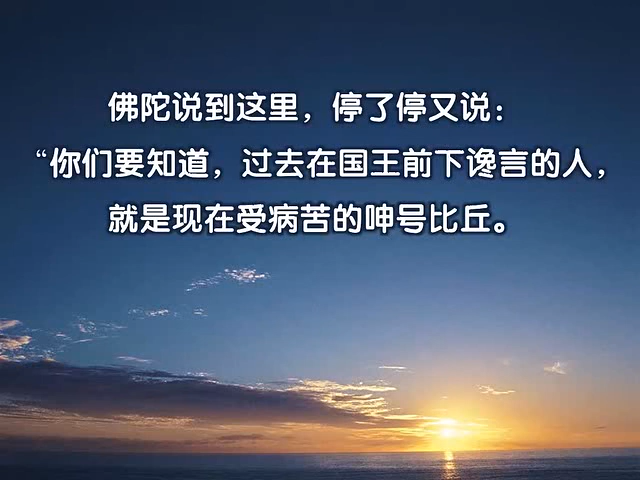 佛陀说到这里，停了停又说：
“你们要知道，过去在国王前下谗言的人，
就是现在受病苦的呻号比丘。